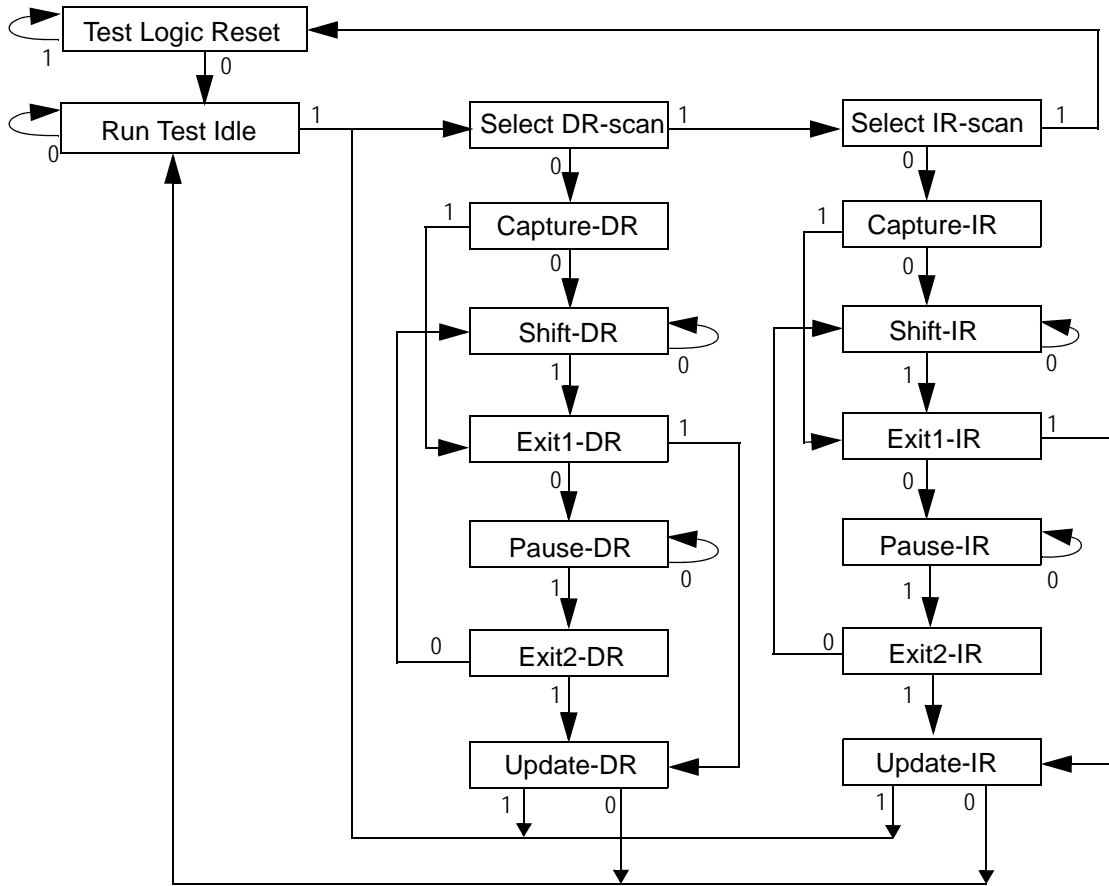 Test Logic Reset
1
0
Run Test Idle
0
1
Select DR-scan
1
0
Select IR-scan
1
0
1
Capture-DR
0
1
Capture-IR
0
Shift-DR
0
1
Shift-IR
0
1
Exit1-DR
1
0
Exit1-IR
1
0
Pause-DR
0
1
Pause-IR
0
1
0
Exit2-DR
1
0
Exit2-IR
1
Update-DR
1
0
Update-IR
1
0